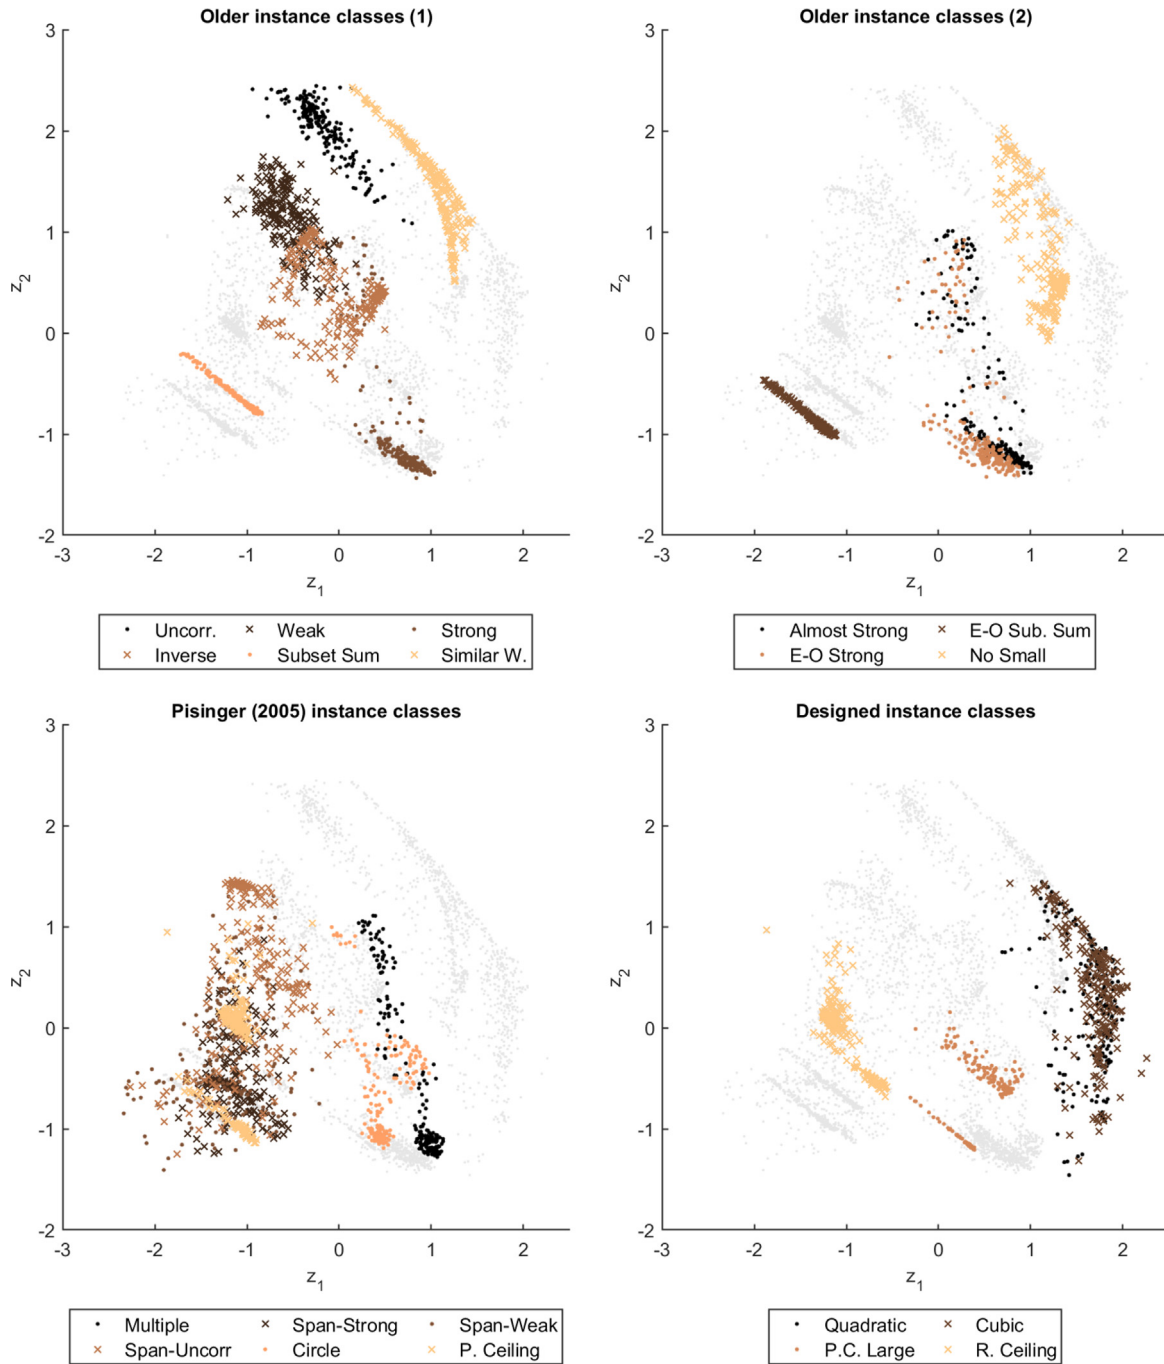 Older instance classes (1)
3
2
1
0
-1
-2
z2
-3 -2 -1 0 1 2
z1
Uncorr. Weak Strong
Inverse Subset Sum Similar W.
Older instance classes (2)
3
2
1
0
-1
-2
z2
-3 -2 -1 0 1 2
z1
Almost Strong E-O Sub. Sum
E-O Strong No Small
Pisinger (2005) instance classes
3
2
1
0
-1
-2
z2
-3 -2 -1 0 1 2
z1
Multiple Span-Strong Span-Weak
Span-Uncorr Circle P. Ceiling
Designed instance classes
3
2
1
0
-1
-2
z2
-3 -2 -1 0 1 2
z1
Quadratic Cubic
P.C. Large R. Ceiling